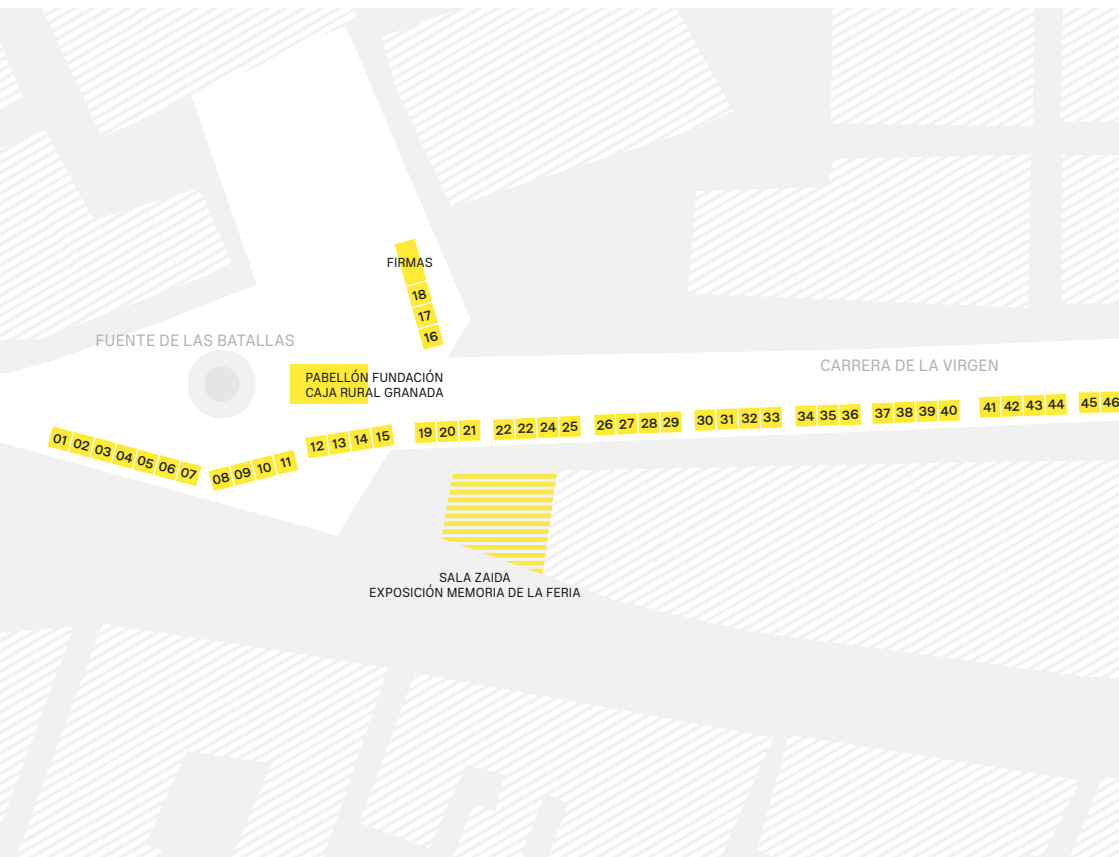 FIRMAS
18
17
16
FUENTE DE LAS BATALLAS
CARRERA DE LA VIRGEN
PABELLÓN FUNDACIÓN
CAJA RURAL GRANADA
01 02 03 04 05 06 07
08 09 10 11
12 13 14 15
19 20 21
22 22 24 25
26 27 28 29
30 31 32 33
34 35 36
37 38 39 40
41 42 43 44
45 46
SALA ZAIDA
EXPOSICIÓN MEMORIA DE LA FERIA